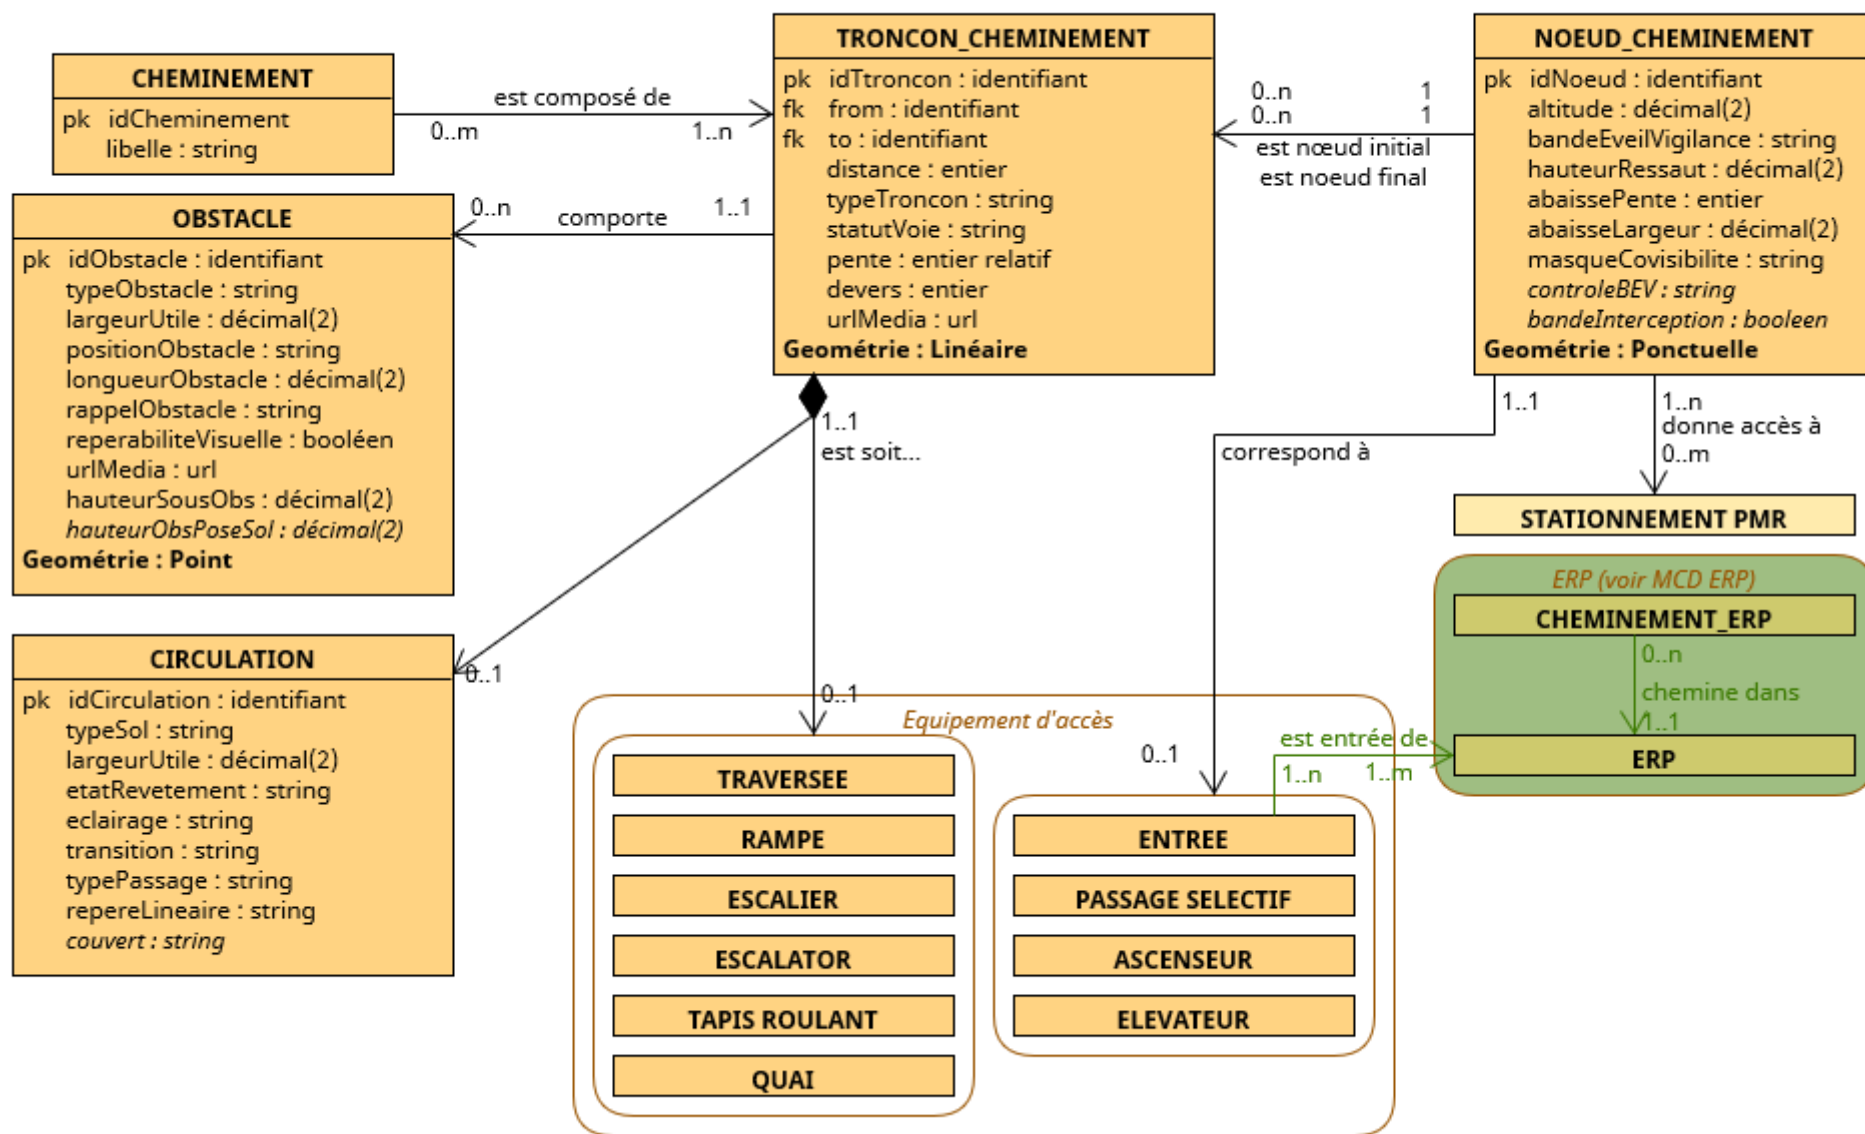 CHEMINEMENT
pk idCheminement
libelle : string
est composé de
0..m
1..n
TRONCON_CHEMINEMENT
pk idTtroncon : identifiant
fk from : identifiant
fk to : identifiant
distance : entier
typeTroncon : string
statutVoie : string
pente : entier relatif
devers : entier
urlMedia : url
Geométrie : Linéaire
0..n 1
0..n 1
est nœud initial
est noeud final
NOEUD_CHEMINEMENT
pk idNoeud : identifiant
altitude : décimal(2)
bandeEveilVigilance : string
hauteurRessaut : décimal(2)
abaissePente : entier
abaisseLargeur : décimal(2)
masqueCovisibilite : string
controleBEV : string
bandeInterception : booleen
Geométrie : Ponctuelle
OBSTACLE
pk idObstacle : identifiant
typeObstacle : string
largeurUtile : décimal(2)
positionObstacle : string
longueurObstacle : décimal(2)
rappelObstacle : string
reperabiliteVisuelle : booléen
urlMedia : url
hauteurSousObs : décimal(2)
hauteurObsPoseSol : décimal(2)
Geométrie : Point
0..n
comporte
1..1
1..1
est soit...
0..1
0..1
1..1
correspond à
0..1
1..n
donne accès à
0..m
STATIONNEMENT PMR
ERP (voir MCD ERP)
CHEMINEMENT_ERP
0..n
chemine dans
1..1
ERP
CIRCULATION
pk idCirculation : identifiant
typeSol : string
largeurUtile : décimal(2)
etatRevetement : string
eclairage : string
transition : string
typePassage : string
repereLineaire : string
couvert : string
Equipement d'accès
TRAVERSEE
RAMPE
ESCALIER
ESCALATOR
TAPIS ROULANT
QUAI
est entrée de
1..n
1..m
ENTREE
PASSAGE SELECTIF
ASCENSEUR
ELEVATEUR